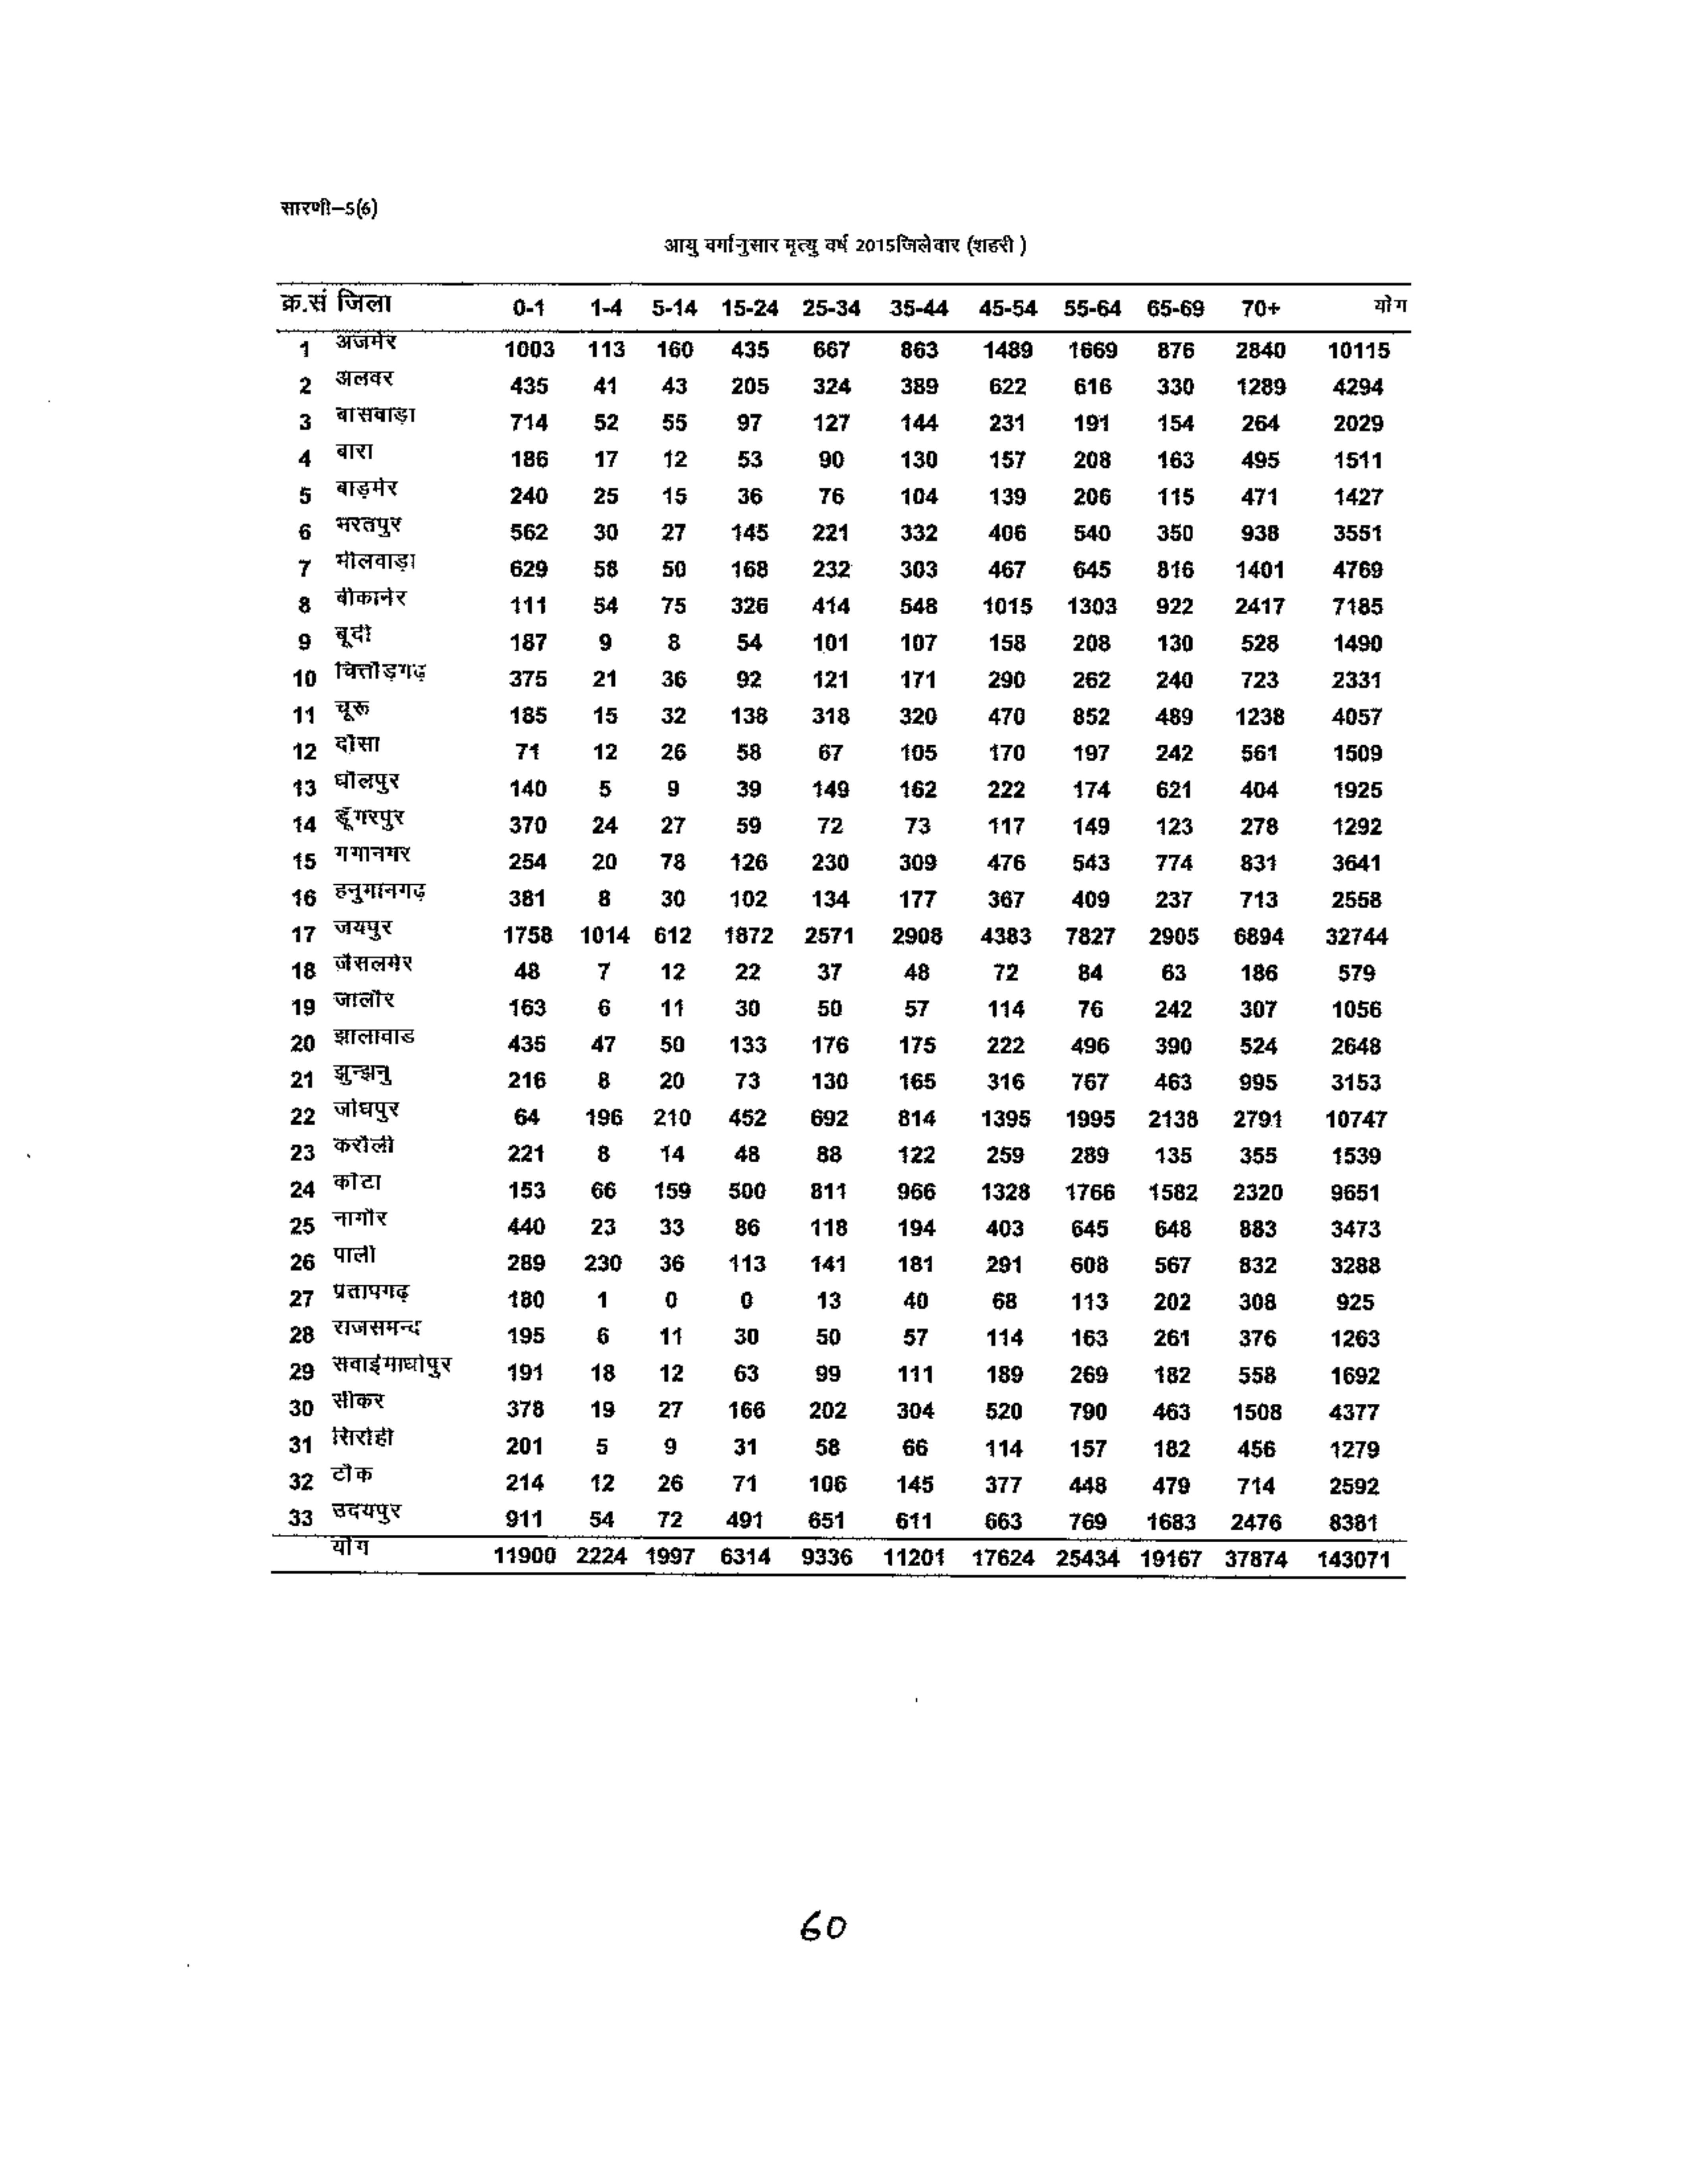 सारणी–5(6)
आयु वर्गानुसार मृत्यु वर्ष 2015जिलेवार (शहरी )
क्र.सं जिला 0-1 1-4 5-14 15-24 25-34 35-44 45-54 55-64 65-69 70+ योग
1 अजमेर 1003 113 160 435 667 863 1489 1669 876 2840 10115
2 अलवर 435 41 43 205 324 389 622 616 330 1289 4294
3 बासवाड़ा 714 52 55 97 127 144 231 191 154 264 2029
4 बारा 186 17 12 53 90 130 157 208 163 495 1511
5 बाड़मेर 240 25 15 36 76 104 139 206 115 471 1427
6 भरतपुर 562 30 27 145 221 332 406 540 350 938 3551
7 भीलवाड़ा 629 58 50 168 232 303 467 645 816 1401 4769
8 बीकानेर 111 54 75 326 414 548 1015 1303 922 2417 7185
9 बूदी 187 9 8 54 101 107 158 208 130 528 1490
10 चित्तौड़गढ़ 375 21 36 92 121 171 290 262 240 723 2331
11 चूरू 185 15 32 138 318 320 470 852 489 1238 4057
12 दौसा 71 12 26 58 67 105 170 197 242 561 1509
13 धौलपुर 140 5 9 39 149 162 222 174 621 404 1925
14 डूँगरपुर 370 24 27 59 72 73 117 149 123 278 1292
15 गगानगर 254 20 78 126 230 309 476 543 774 831 3641
16 हनुमानगढ़ 381 8 30 102 134 177 367 409 237 713 2558
17 जयपुर 1758 1014 612 1872 2571 2908 4383 7827 2905 6894 32744
18 जैसलमेर 48 7 12 22 37 48 72 84 63 186 579
19 जालौर 163 6 11 30 50 57 114 76 242 307 1056
20 झालावाड 435 47 50 133 176 175 222 496 390 524 2648
21 झुन्झनु 216 8 20 73 130 165 316 767 463 995 3153
22 जोधपुर 64 196 210 452 692 814 1395 1995 2138 2791 10747
23 करौली 221 8 14 48 88 122 259 289 135 355 1539
24 कोटा 153 66 159 500 811 966 1328 1766 1582 2320 9651
25 नागौर 440 23 33 86 118 194 403 645 648 883 3473
26 पाली 289 230 36 113 141 181 291 608 567 832 3288
27 प्रतापगढ़ 180 1 0 0 13 40 68 113 202 308 925
28 राजसमन्द 195 6 11 30 50 57 114 163 261 376 1263
29 सवाईमाधोपुर 191 18 12 63 99 111 189 269 182 558 1692
30 सीकर 378 19 27 166 202 304 520 790 463 1508 4377
31 सिरोही 201 5 9 31 58 66 114 157 182 456 1279
32 टोंक 214 12 26 71 106 145 377 448 479 714 2592
33 उदयपुर 911 54 72 491 651 611 663 769 1683 2476 8381
योग 11900 2224 1997 6314 9336 11201 17624 25434 19167 37874 143071
60